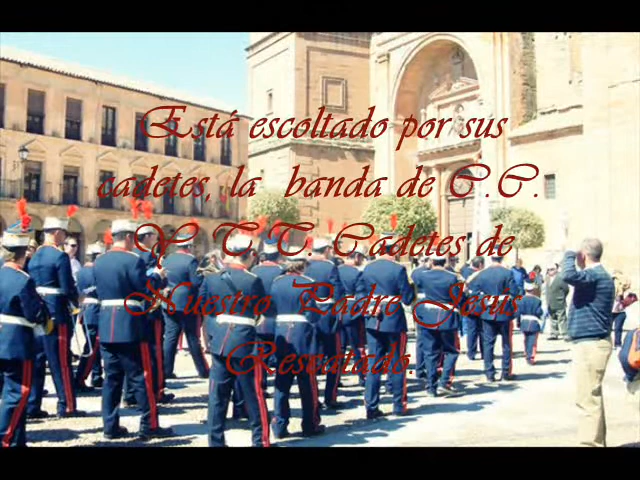 Está escoltado por sus
cadetes, la banda de C.C.
Y T.T. Cadetes de
Nuestro Padre Jesús
Rescatado.